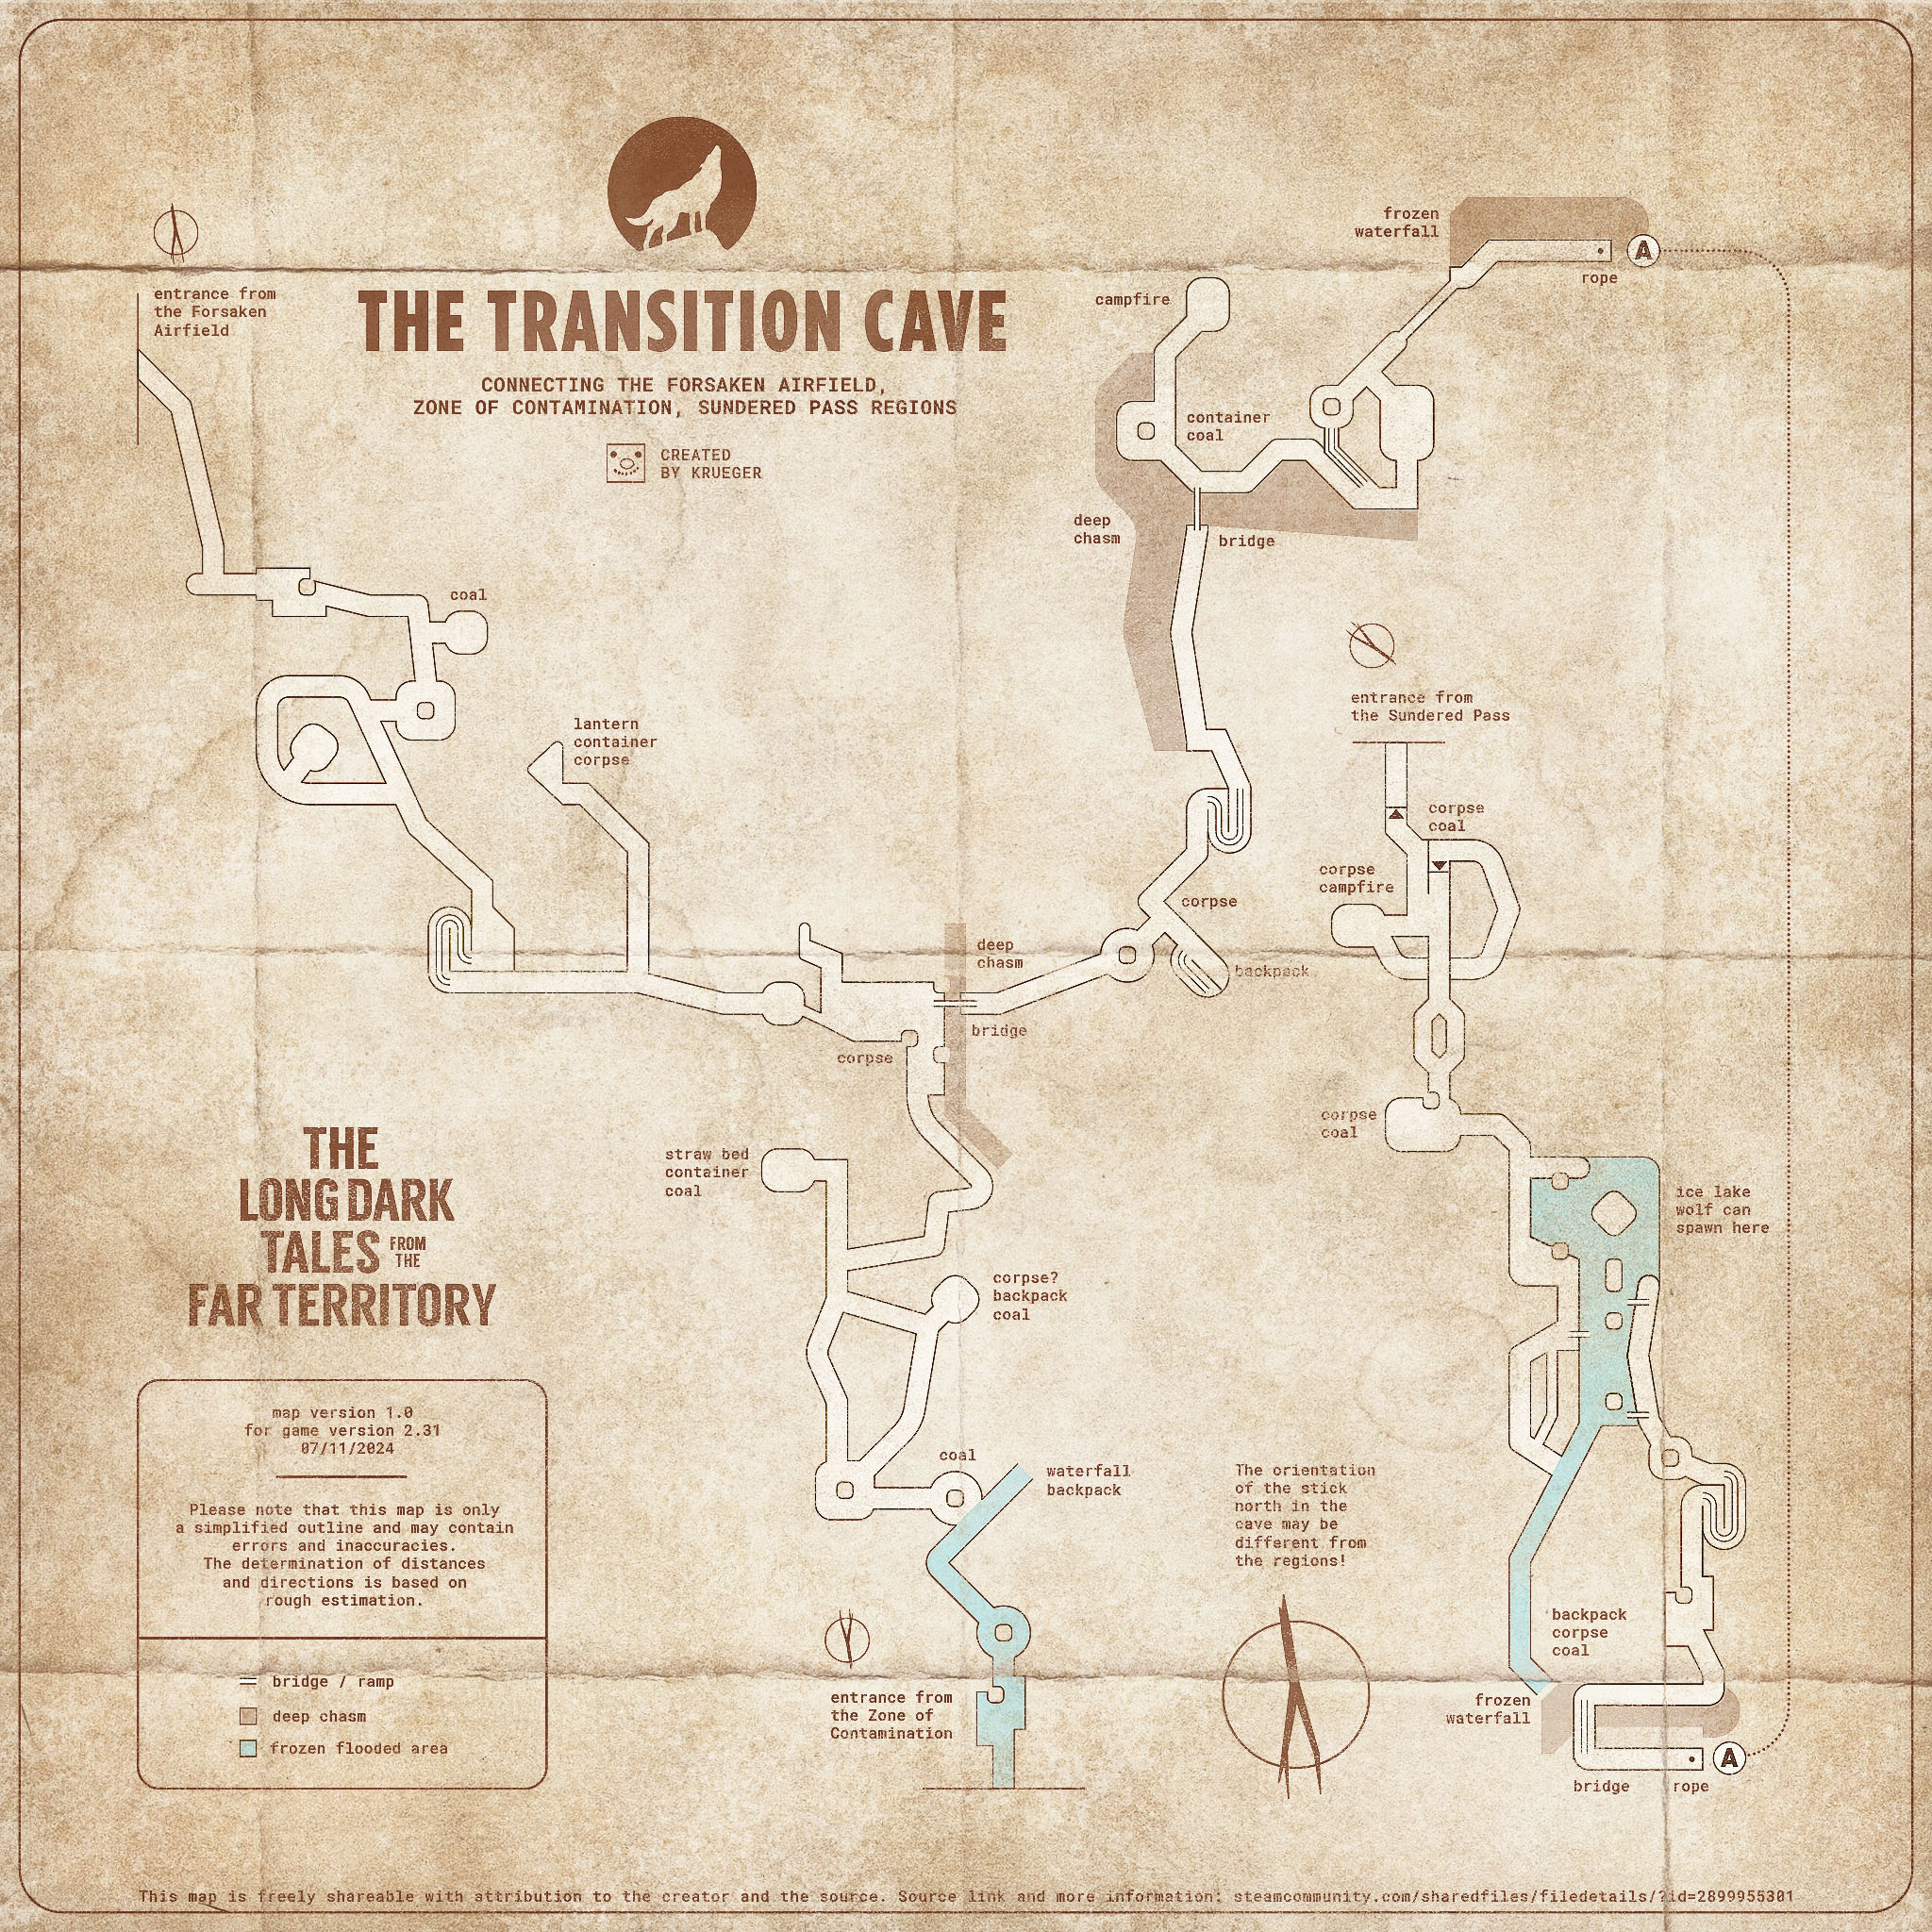 THE TRANSITION CAVE
CONNECTING THE FORSAKEN AIRFIELD,
ZONE OF CONTAMINATION, SUNDERED PASS REGIONS
CREATED
BY KRUEGER
entrance from
the Forsaken
Airfield
coal
lantern
container
corpse
campfire
container
coal
deep
chasm
bridge
frozen
waterfall
A
rope
entrance from
the Sundered Pass
corpse
coal
corpse
campfire
corpse
backpack
deep
chasm
bridge
corpse
corpse
coal
straw bed
container
coal
ice lake
wolf can
spawn here
corpse?
backpack
coal
coal
waterfall
backpack
The orientation
of the stick
north in the
cave may be
different from
the regions!
backpack
corpse
coal
frozen
waterfall
bridge
rope
A
entrance from
the Zone of
Contamination
THE
LONG DARK
TALES FROM
THE
FAR TERRITORY
map version 1.0
for game version 2.31
07/11/2024
Please note that this map is only
a simplified outline and may contain
errors and inaccuracies.
The determination of distances
and directions is based on
rough estimation.
bridge / ramp
deep chasm
frozen flooded area
This map is freely shareable with attribution to the creator and the source. Source link and more information: steamcommunity.com/sharedfiles/filedetails/?id=2899955301